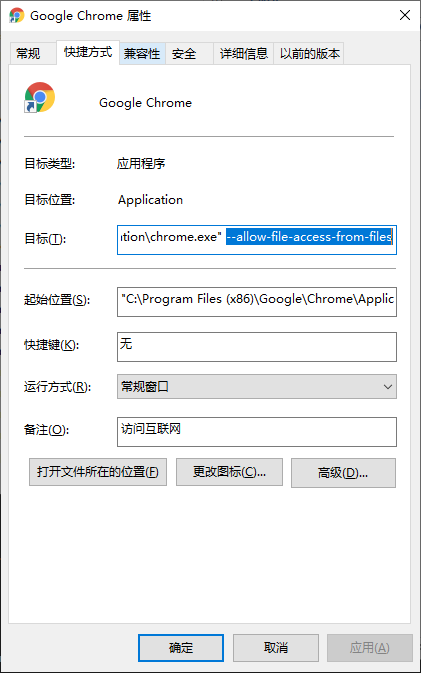 Google Chrome 属性
常规 快捷方式 兼容性 安全 详细信息 以前的版本
Google Chrome
目标类型: 应用程序
目标位置: Application
目标(T): ation\chrome.exe" --allow-file-access-from-files
起始位置(S): "C:\Program Files (x86)\Google\Chrome\Applic
快捷键(K): 无
运行方式(R): 常规窗口
备注(O): 访问互联网
打开文件所在的位置(F) 更改图标(C)... 高级(D)...
确定 取消 应用(A)